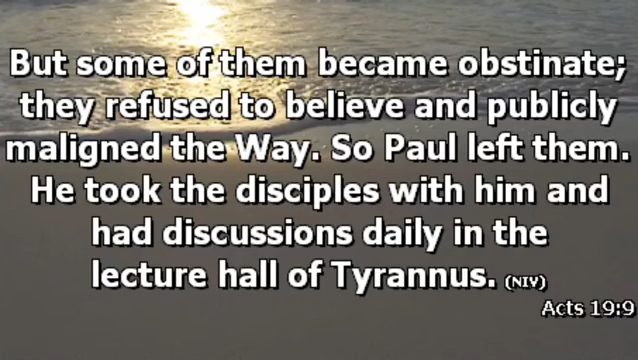 But some of them became obstinate;
they refused to believe and publicly
maligned the Way. So Paul left them.
He took the disciples with him and
had discussions daily in the
lecture hall of Tyrannus. (NIV)
Acts 19:9